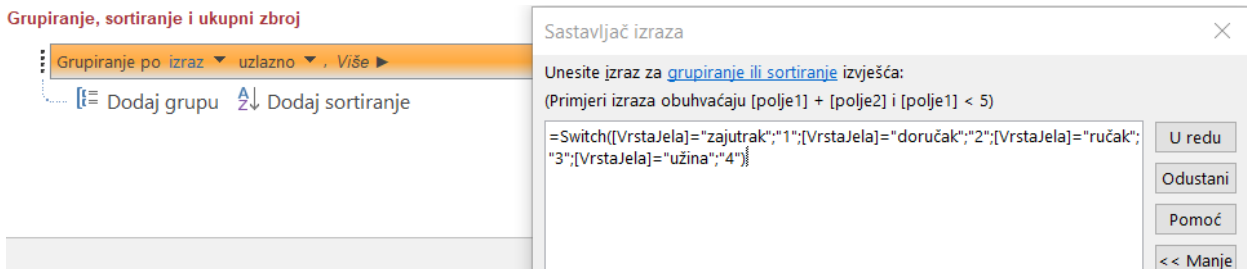 Grupiranje, sortiranje i ukupni zbroj
Grupiranje po izraz ▼ uzlazno ▼ , Više ►
Dodaj grupu AZ↓ Dodaj sortiranje
Sastavljač izraza
Unesite izraz za grupiranje ili sortiranje izvješća:
(Primjeri izraza obuhvaćaju [polje1] + [polje2] i [polje1] < 5)
=Switch([VrstaJela]="zajutrak";"1";[VrstaJela]="doručak";"2";[VrstaJela]="ručak";
"3";[VrstaJela]="užina";"4")
U redu
Odustani
Pomoć
<< Manje